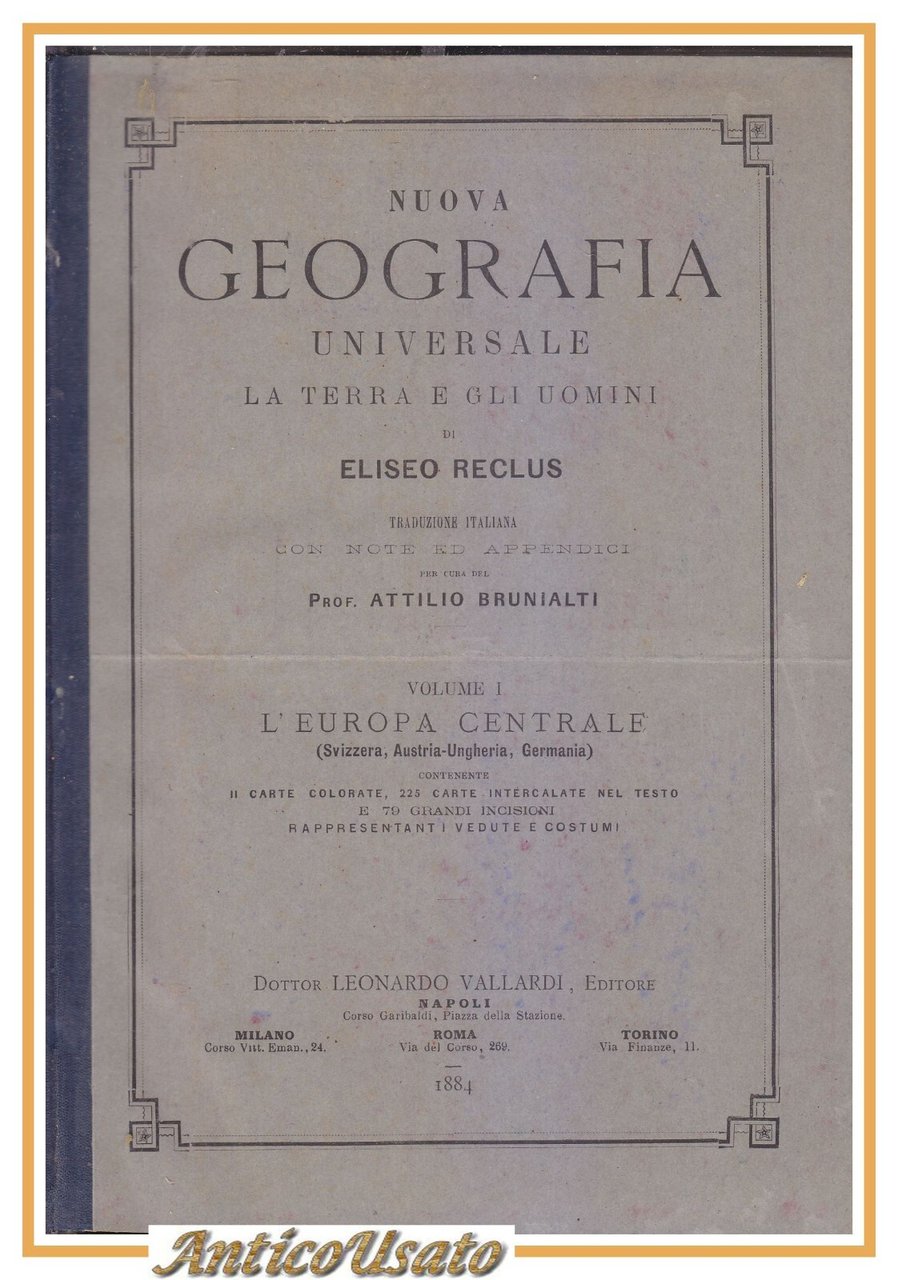 NUOVA
GEOGRAFIA
UNIVERSALE
LA TERRA E GLI UOMINI
DI
ELISEO RECLUS
TRADUZIONE ITALIANA
CON NOTE ED APPENDICI
PER CURA DEL
PROF. ATTILIO BRUNIALTI
VOLUME I
L'EUROPA CENTRALE
(Svizzera, Austria-Ungheria, Germania)
CONTENENTE
11 CARTE COLORATE, 225 CARTE INTERCALATE NEL TESTO
E 79 GRANDI INCISIONI
RAPPRESENTANTI VEDUTE E COSTUMI
DOTTOR LEONARDO VALLARDI, EDITORE
NAPOLI
Corso Garibaldi, Piazza della Stazione.
MILANO ROMA TORINO
Corso Vitt. Eman., 24. Via del Corso, 269. Via Finanze, 11.
1884
AnticoUsato